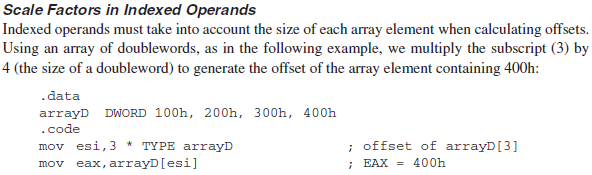 Scale Factors in Indexed Operands
Indexed operands must take into account the size of each array element when calculating offsets.
Using an array of doublewords, as in the following example, we multiply the subscript (3) by
4 (the size of a doubleword) to generate the offset of the array element containing 400h:
.data
arrayD DWORD 100h, 200h, 300h, 400h
.code
mov esi,3 * TYPE arrayD ; offset of arrayD[3]
mov eax,arrayD[esi] ; EAX = 400h